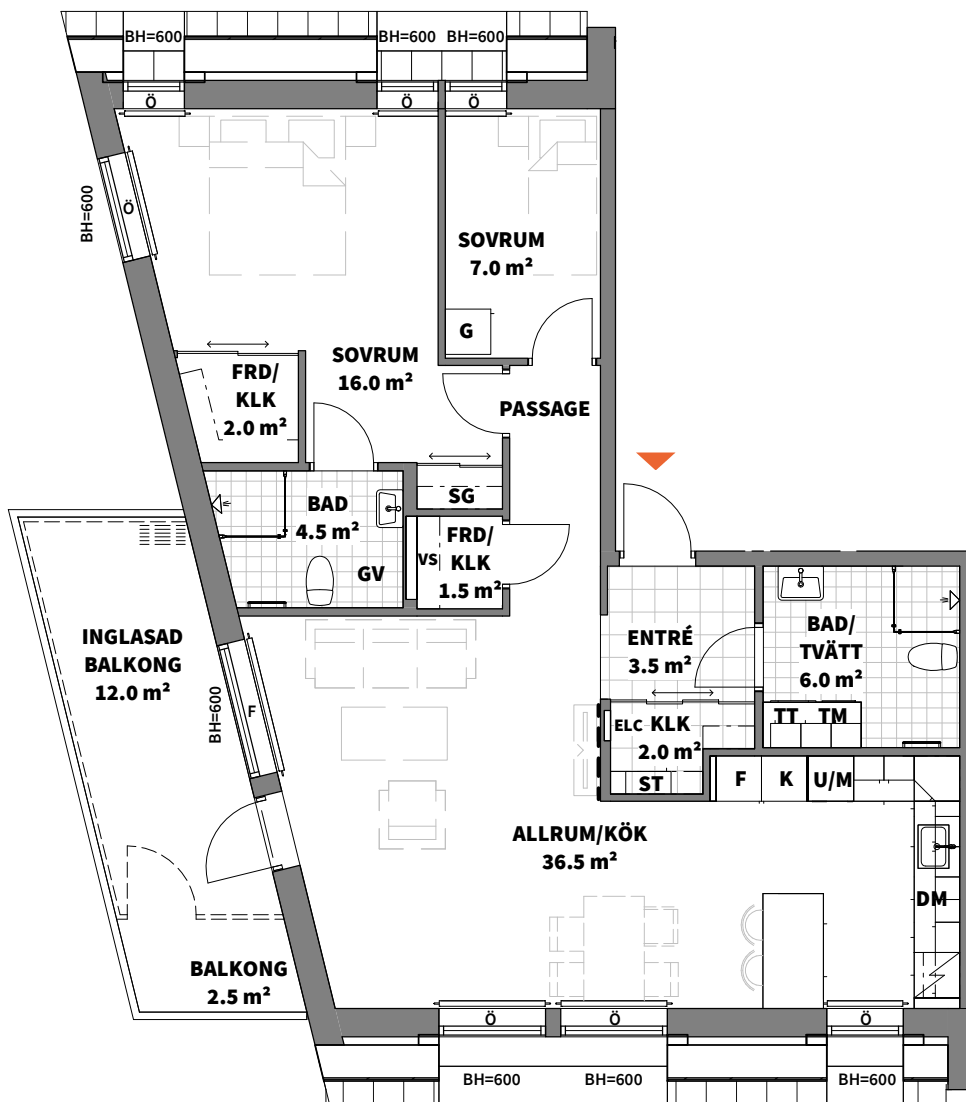 BH=600
BH=600
BH=600
Ö
Ö
Ö
BH=600
Ö
SOVRUM
7.0 m²
G
SOVRUM
16.0 m²
FRD/
KLK
2.0 m²
PASSAGE
SG
BAD
4.5 m²
GV
VS
FRD/
KLK
1.5 m²
INGLASAD
BALKONG
12.0 m²
BH=600
F
ENTRÉ
3.5 m²
BAD/
TVÄTT
6.0 m²
TT
TM
ELC
KLK
2.0 m²
ST
F
K
U/M
ALLRUM/KÖK
36.5 m²
DM
BALKONG
2.5 m²
Ö
Ö
Ö
BH=600
BH=600
BH=600